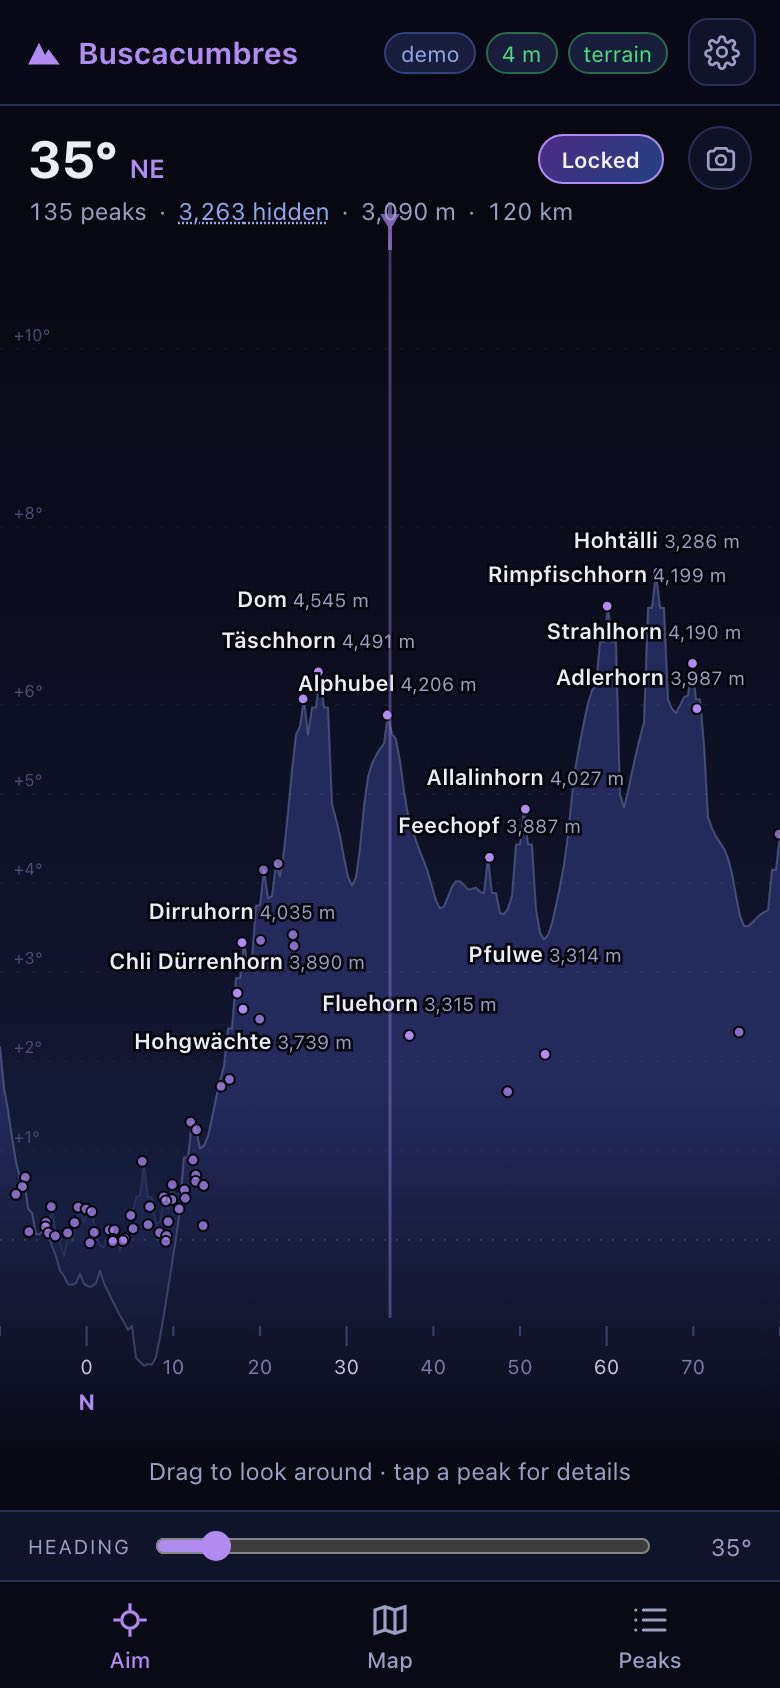 Buscacumbres demo 4 m terrain
35° NE Locked
135 peaks · 3,263 hidden · 3,090 m · 120 km
+10°
+8°
Hohtälli 3,286 m
Rimpfischhorn 4,199 m
Dom 4,545 m
Strahlhorn 4,190 m
Täschhorn 4,491 m
Adlerhorn 3,987 m
Alphubel 4,206 m
+6°
Allalinhorn 4,027 m
+5°
Feechopf 3,887 m
+4°
Dirruhorn 4,035 m
Pfulwe 3,314 m
+3°
Chli Dürrenhorn 3,890 m
Fluehorn 3,315 m
Hohgwächte 3,739 m
+2°
+1°
0 10 20 30 40 50 60 70
N
Drag to look around · tap a peak for details
HEADING 35°
Aim Map Peaks